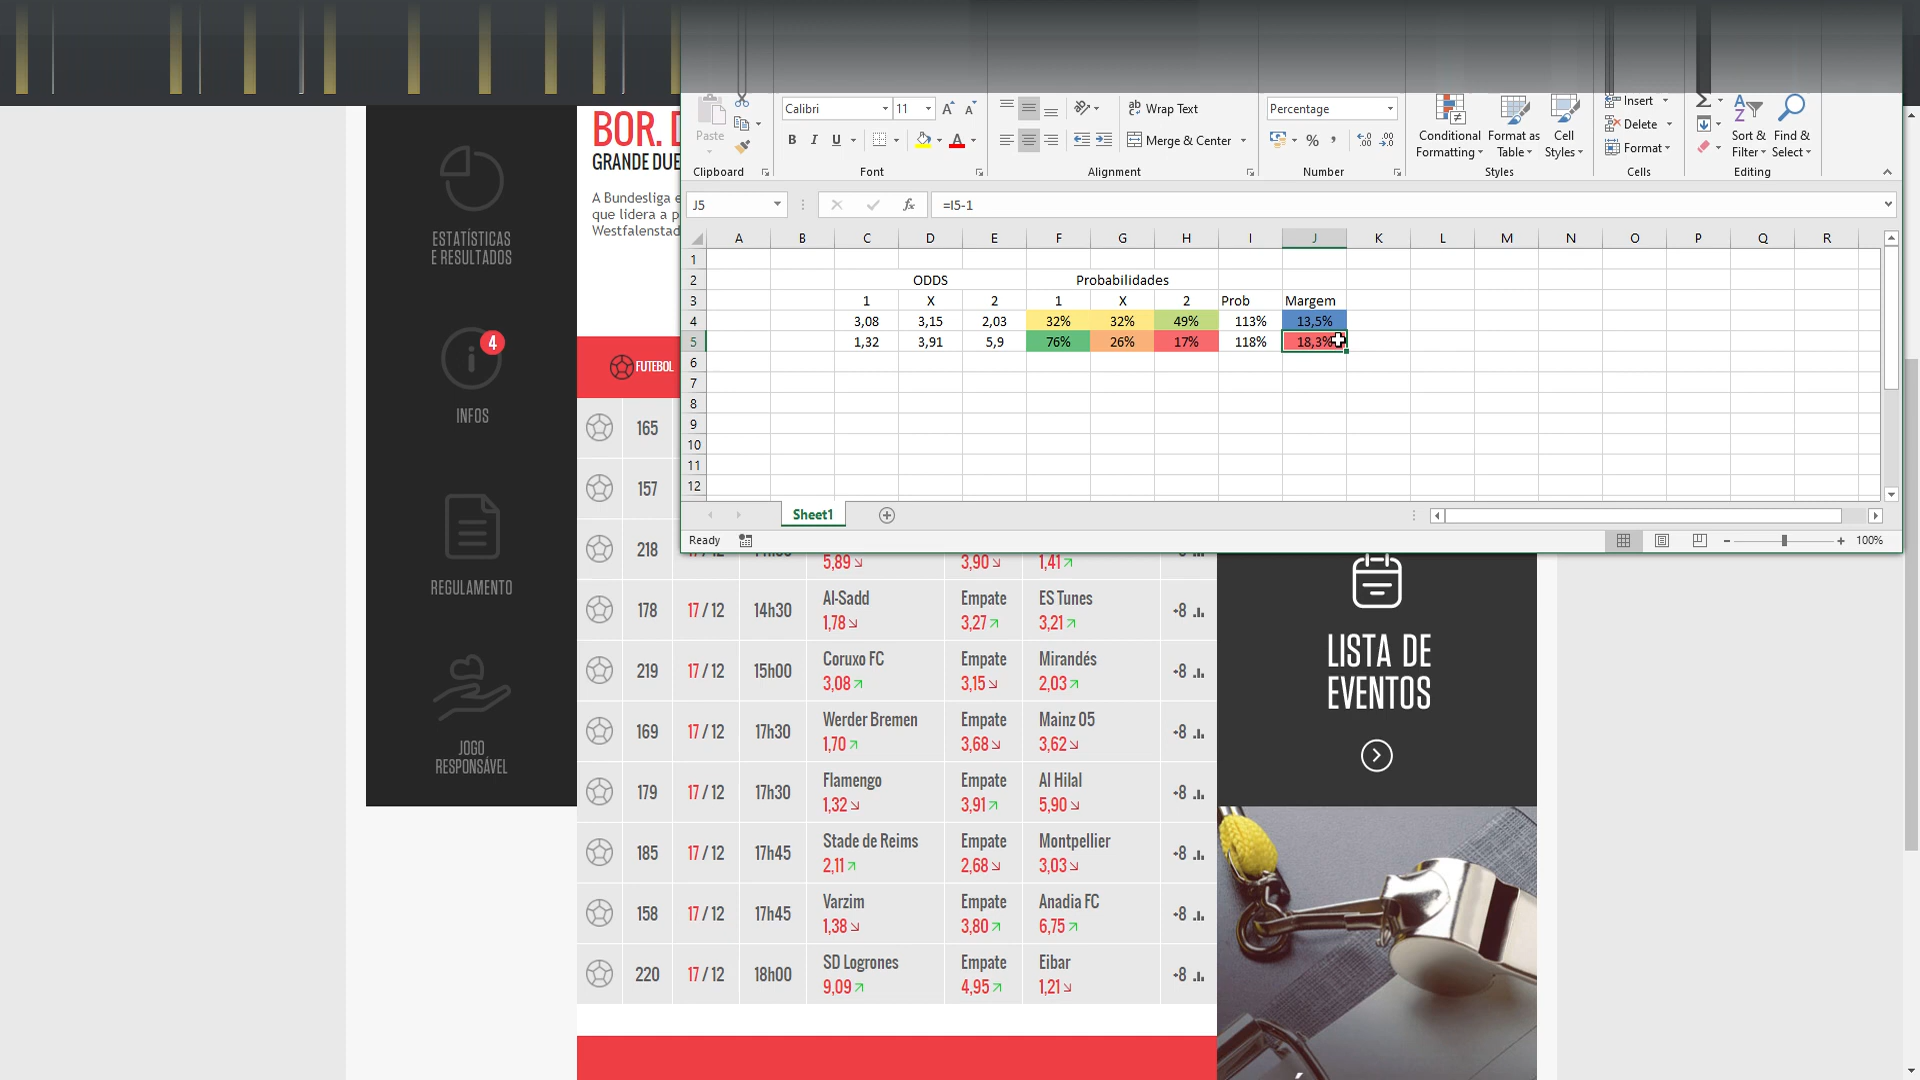 ESTATÍSTICAS
E RESULTADOS
4
INFOS
REGULAMENTO
JOGO
RESPONSÁVEL
BOR. D
GRANDE DUE
A Bundesliga e
que lidera a p
Westfalenstad
FUTEBOL
Paste
Calibri 11
Wrap Text
Merge & Center
Percentage
Conditional Formatting
Format as Table
Cell Styles
Insert
Delete
Format
Sort & Filter
Find & Select
Clipboard Font Alignment Number Styles Cells Editing
J5 fx =I5-1
A B C D E F G H I J K L M N O P Q R
1
2 ODDS Probabilidades
3 1 X 2 1 X 2 Prob Margem
4 3,08 3,15 2,03 32% 32% 49% 113% 13,5%
5 1,32 3,91 5,9 76% 26% 17% 118% 18,3%
6
7
8
9
10
11
12
Sheet1
Ready 100%
165
157
218
5,89 3,90 1,41
178 17/12 14h30 Al-Sadd Empate ES Tunes +8
1,78 3,27 3,21
219 17/12 15h00 Coruxo FC Empate Mirandés +8
3,08 3,15 2,03
169 17/12 17h30 Werder Bremen Empate Mainz 05 +8
1,70 3,68 3,62
179 17/12 17h30 Flamengo Empate Al Hilal +8
1,32 3,91 5,90
185 17/12 17h45 Stade de Reims Empate Montpellier +8
2,11 2,68 3,03
158 17/12 17h45 Varzim Empate Anadia FC +8
1,38 3,80 6,75
220 17/12 18h00 SD Logrones Empate Eibar +8
9,09 4,95 1,21
LISTA DE
EVENTOS